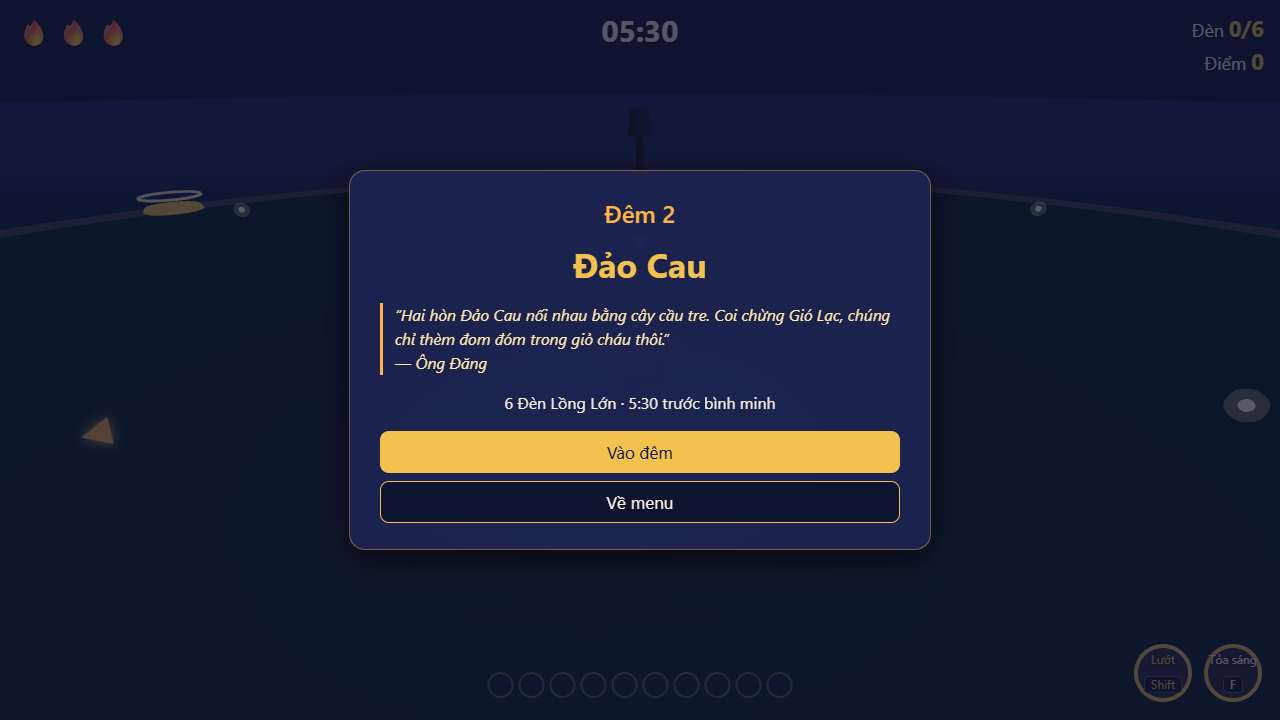 05:30
Đèn 0/6
Điểm 0
Đêm 2
Đảo Cau
“Hai hòn Đảo Cau nối nhau bằng cây cầu tre. Coi chừng Gió Lạc, chúng
chỉ thèm đom đóm trong giỏ cháu thôi.”
— Ông Đăng
6 Đèn Lồng Lớn · 5:30 trước bình minh
Vào đêm
Về menu
Lướt
Shift
Tỏa sáng
F